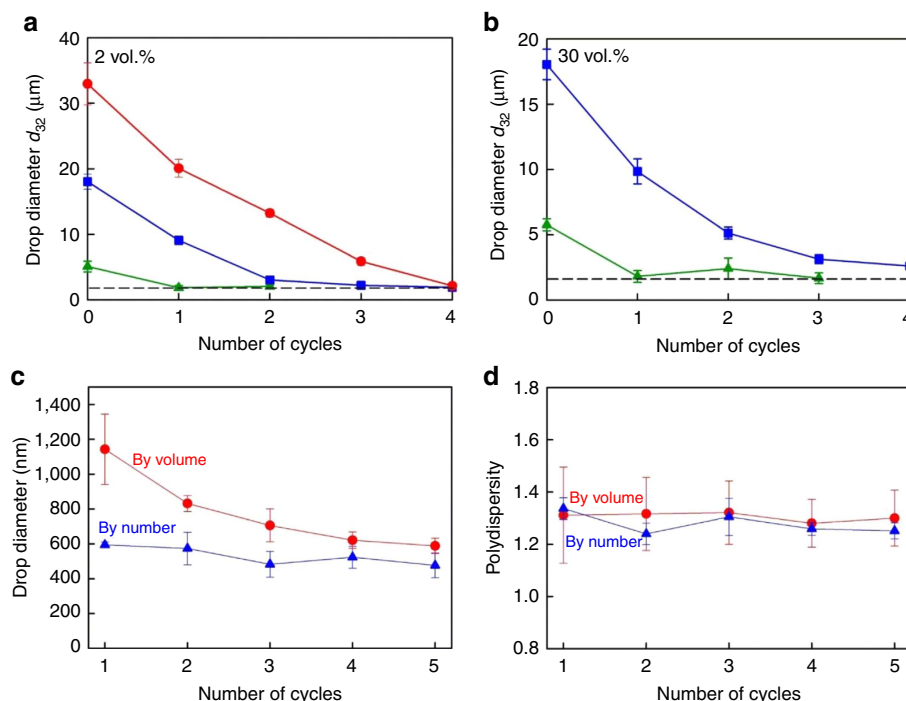 a
2 vol.%
40
30
20
10
0
Drop diameter d32 (μm)
0 1 2 3 4
Number of cycles
b
30 vol.%
20
15
10
5
0
Drop diameter d32 (μm)
0 1 2 3 4
Number of cycles
c
1,400
1,200
1,000
800
600
400
200
0
Drop diameter (nm)
By volume
By number
1 2 3 4 5
Number of cycles
d
1.8
1.6
1.4
1.2
1.0
0.8
Polydispersity
By volume
By number
1 2 3 4 5
Number of cycles